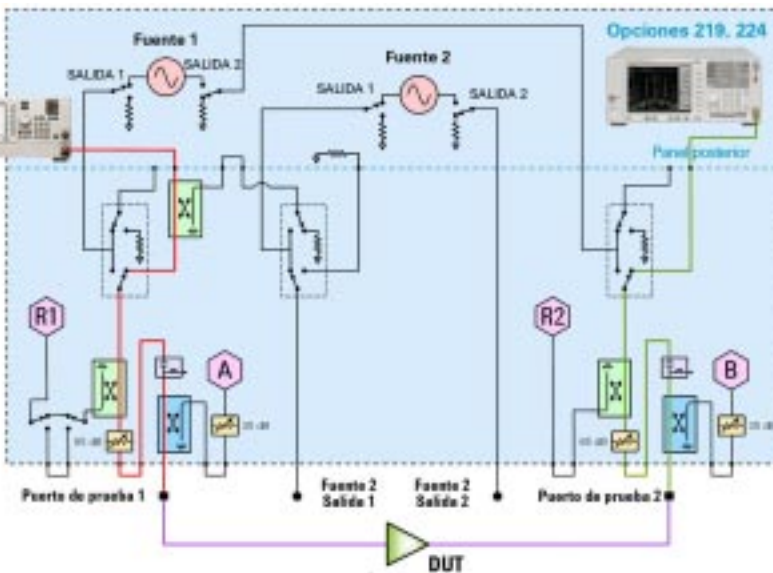 Opciones 219, 224
Fuente 1
SALIDA 1
SALIDA 2
Fuente 2
SALIDA 1
SALIDA 2
Panel posterior
R1
A
R2
B
Puerto de prueba 1
Fuente 2
Salida 1
Fuente 2
Salida 2
Puerto de prueba 2
DUT